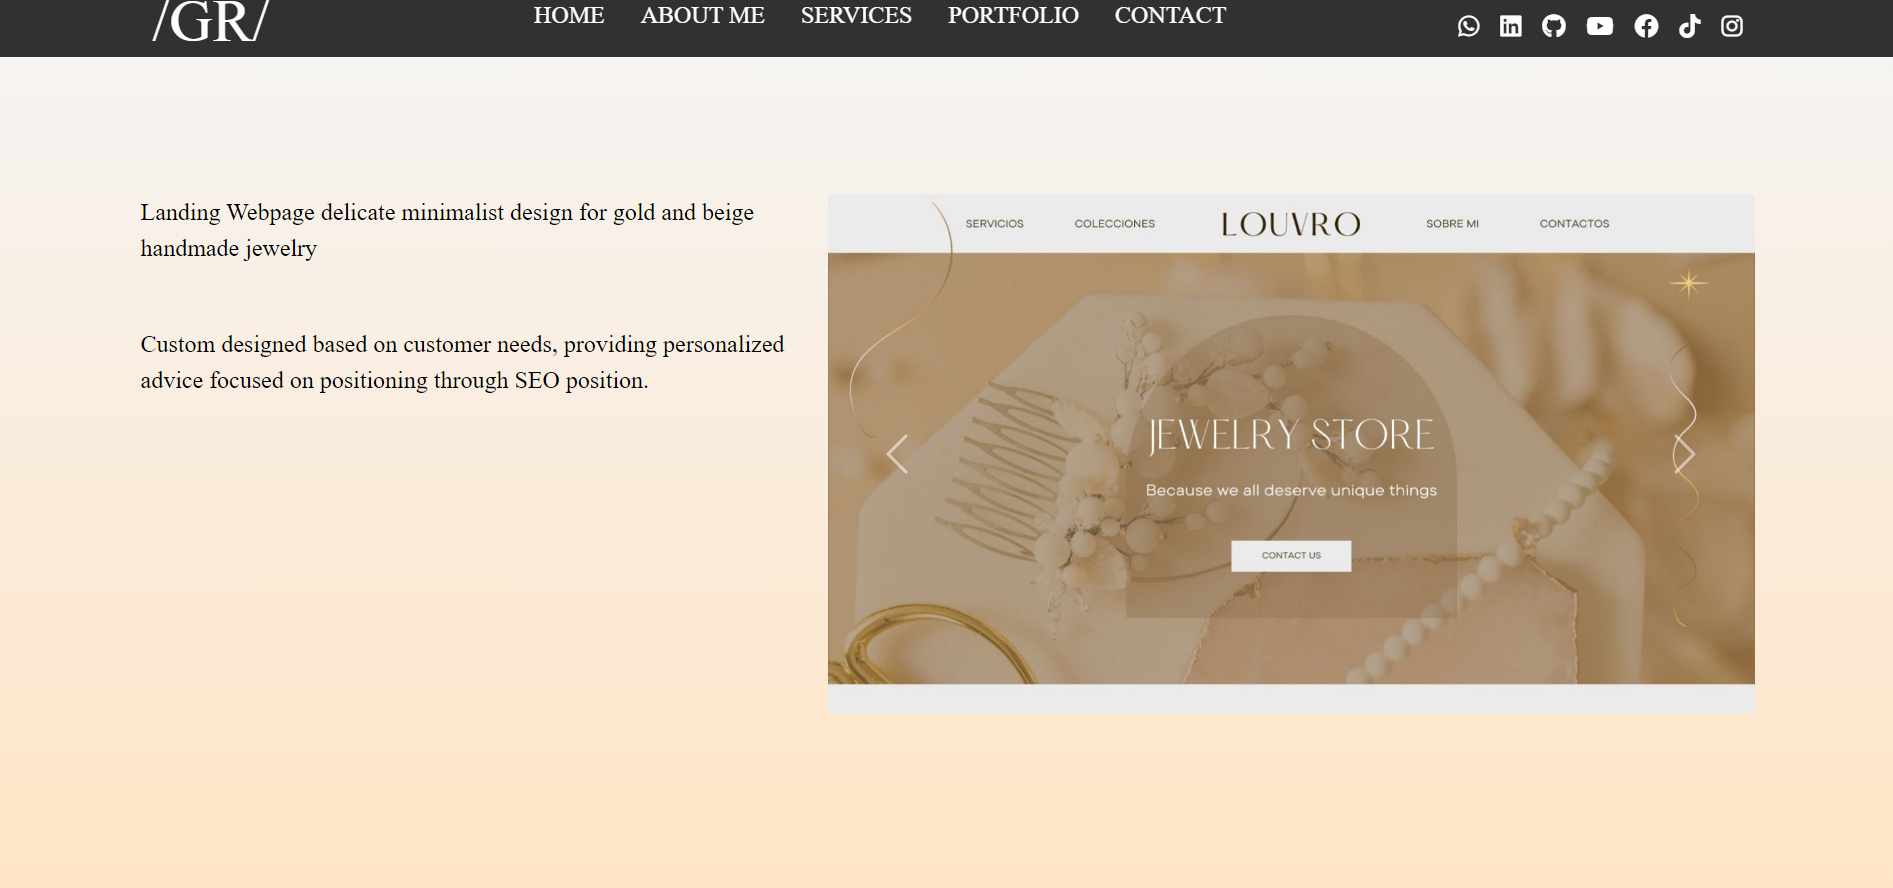 /GR/
HOME ABOUT ME SERVICES PORTFOLIO CONTACT
Landing Webpage delicate minimalist design for gold and beige
handmade jewelry
Custom designed based on customer needs, providing personalized
advice focused on positioning through SEO position.
SERVICIOS COLECCIONES LOUVRO SOBRE MI CONTACTOS
JEWELRY STORE
Because we all deserve unique things
CONTACT US